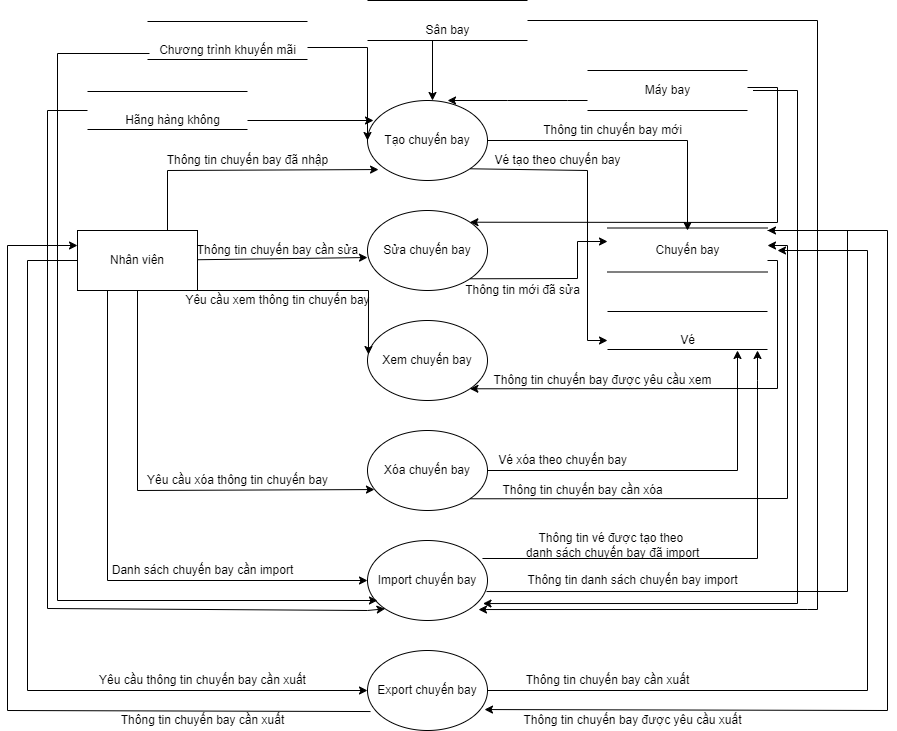 Sân bay
Chương trình khuyến mãi
Máy bay
Hãng hàng không
Thông tin chuyến bay mới
Tạo chuyến bay
Thông tin chuyến bay đã nhập
Vé tạo theo chuyến bay
Nhân viên
Thông tin chuyến bay cần sửa
Sửa chuyến bay
Chuyến bay
Thông tin mới đã sửa
Yêu cầu xem thông tin chuyến bay
Vé
Xem chuyến bay
Thông tin chuyến bay được yêu cầu xem
Vé xóa theo chuyến bay
Xóa chuyến bay
Yêu cầu xóa thông tin chuyến bay
Thông tin chuyến bay cần xóa
Thông tin vé được tạo theo
danh sách chuyến bay đã import
Danh sách chuyến bay cần import
Import chuyến bay
Thông tin danh sách chuyến bay import
Yêu cầu thông tin chuyến bay cần xuất
Thông tin chuyến bay cần xuất
Export chuyến bay
Thông tin chuyến bay cần xuất
Thông tin chuyến bay được yêu cầu xuất